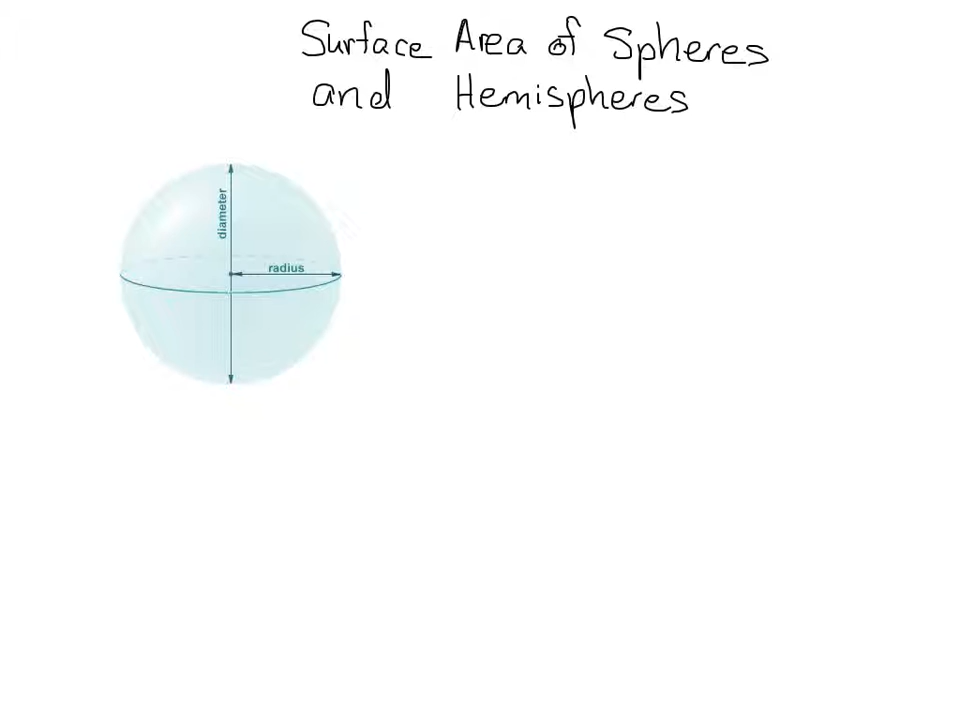 Surface Area of Spheres
and Hemispheres
diameter
radius